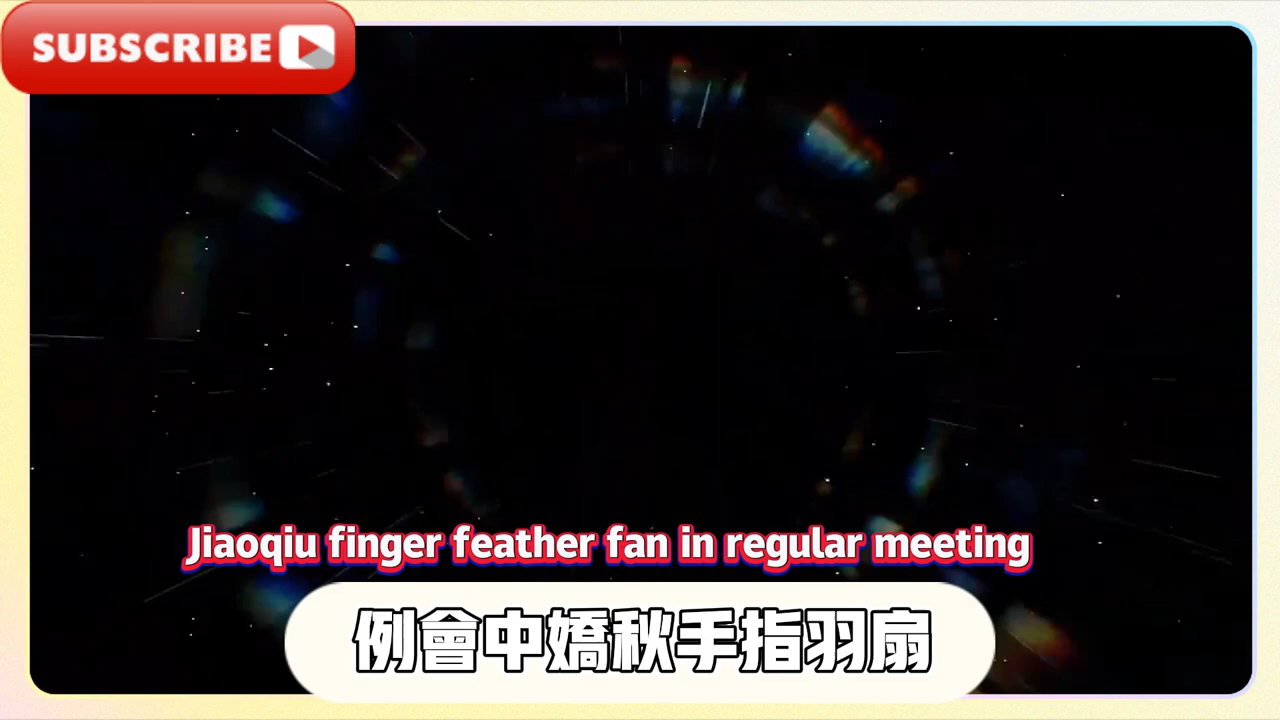 SUBSCRIBE
Jiaoqiu finger feather fan in regular meeting
例會中嬌秋手指羽扇